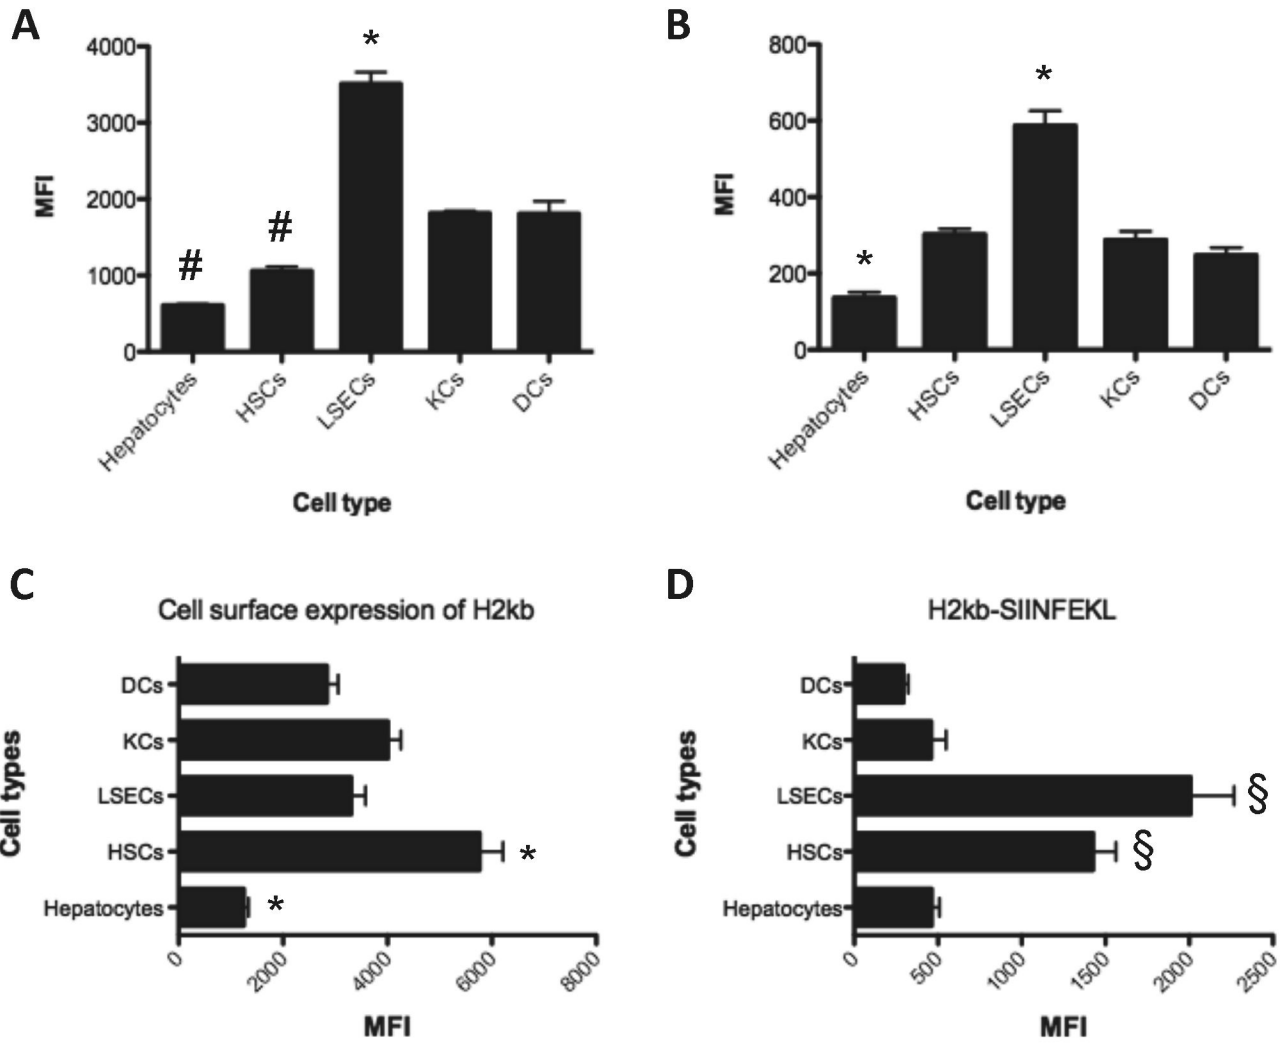 A
MFI
4000
3000
2000
1000
0
#
#
*
Hepatocytes
HSCs
LSECs
KCs
DCs
Cell type
B
MFI
800
600
400
200
0
*
*
Hepatocytes
HSCs
LSECs
KCs
DCs
Cell type
C
Cell surface expression of H2kb
Cell types
DCs
KCs
LSECs
HSCs
*
Hepatocytes
*
0
2000
4000
6000
8000
MFI
D
H2kb-SIINFEKL
Cell types
DCs
KCs
LSECs
§
HSCs
§
Hepatocytes
0
500
1000
1500
2000
2500
MFI